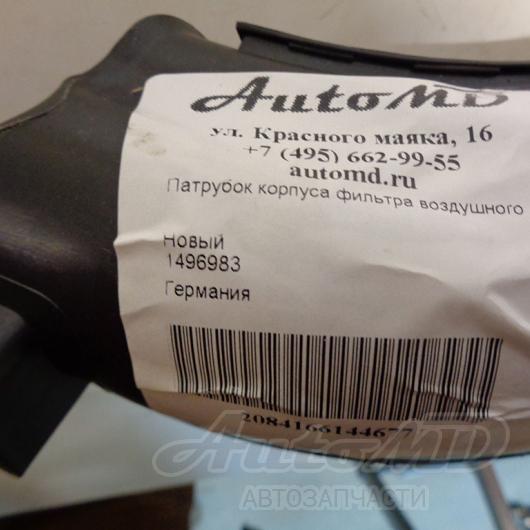 AutoMD
ул. Красного маяка, 16
+7 (495) 662-99-55
automd.ru
Патрубок корпуса фильтра воздушного
Новый
1496983
Германия
2084166144677
AutoMD
АВТОЗАПЧАСТИ